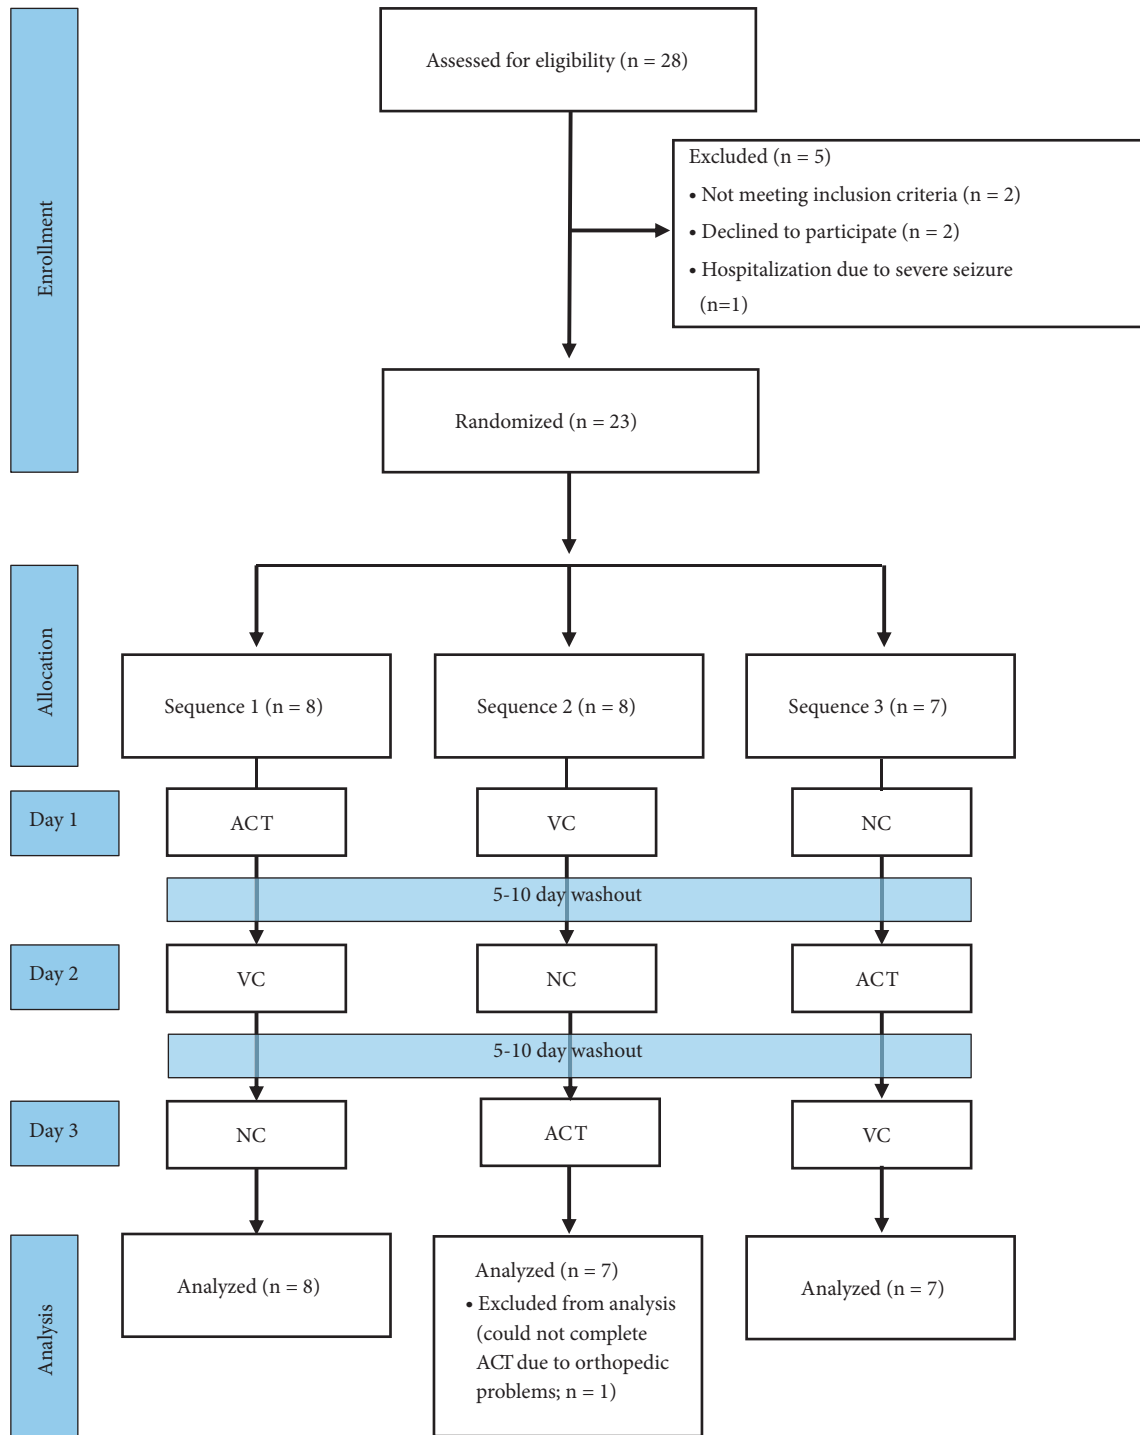 Enrollment
Assessed for eligibility (n = 28)
Excluded (n = 5)
• Not meeting inclusion criteria (n = 2)
• Declined to participate (n = 2)
• Hospitalization due to severe seizure
(n=1)
Randomized (n = 23)
Allocation
Sequence 1 (n = 8)
Sequence 2 (n = 8)
Sequence 3 (n = 7)
Day 1
ACT
VC
NC
5-10 day washout
Day 2
VC
NC
ACT
5-10 day washout
Day 3
NC
ACT
VC
Analysis
Analyzed (n = 8)
Analyzed (n = 7)
• Excluded from analysis
(could not complete
ACT due to orthopedic
problems; n = 1)
Analyzed (n = 7)